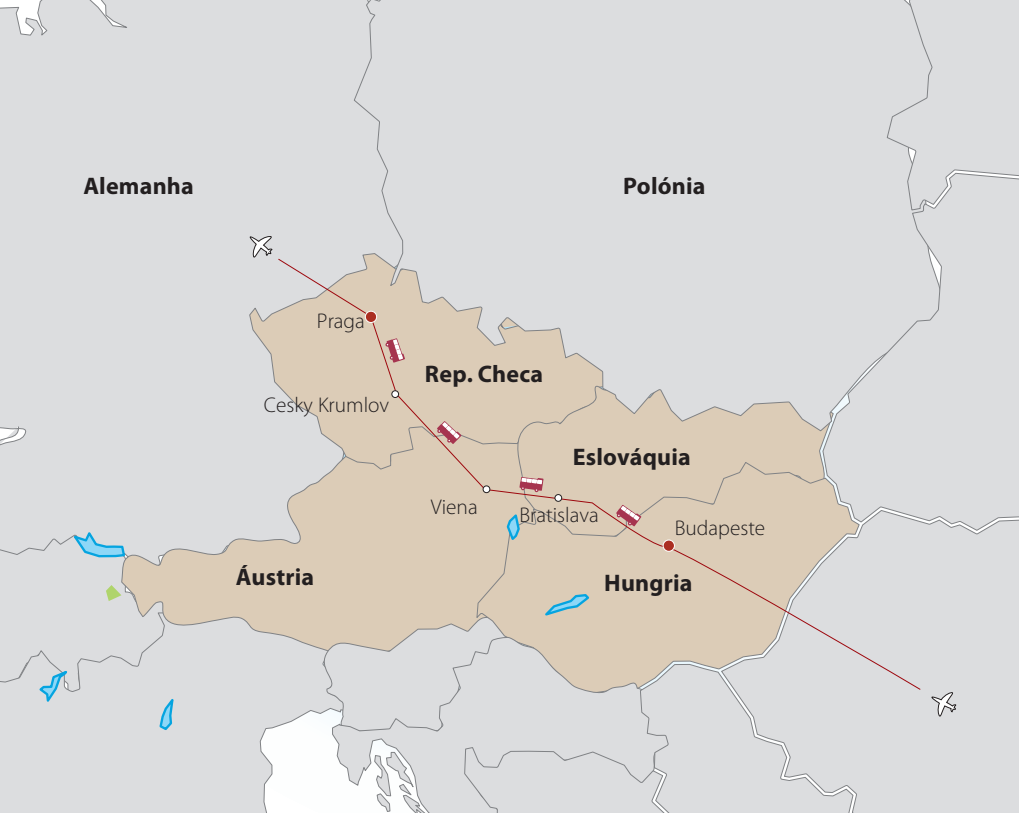 Alemanha
Polónia
Praga
Rep. Checa
Cesky Krumlov
Eslováquia
Viena
Bratislava
Budapeste
Áustria
Hungria